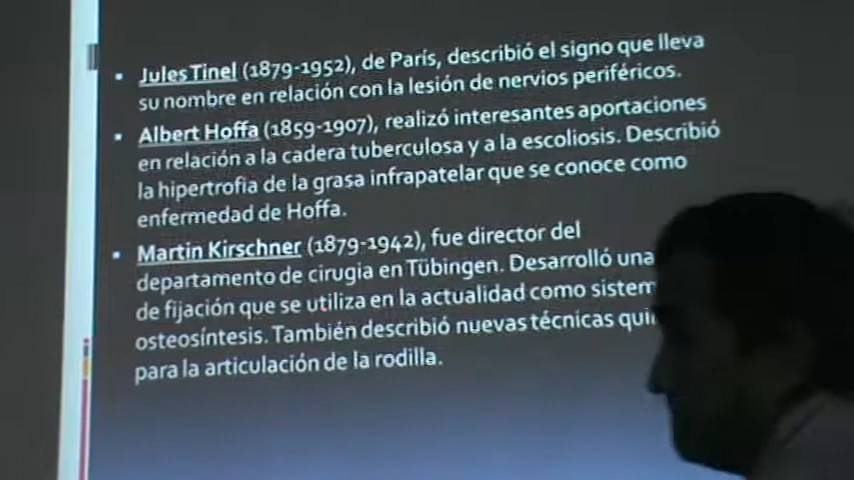 Jules Tinel (1879-1952), de París, describió el signo que lleva
su nombre en relación con la lesión de nervios periféricos.
Albert Hoffa (1859-1907), realizó interesantes aportaciones
en relación a la cadera tuberculosa y a la escoliosis. Describió
la hipertrofia de la grasa infrapatelar que se conoce como
enfermedad de Hoffa.
Martin Kirschner (1879-1942), fue director del
departamento de cirugia en Tübingen. Desarrolló una
de fijación que se utiliza en la actualidad como
osteosíntesis. También describió nuevas técnicas
para la articulación de la rodilla.